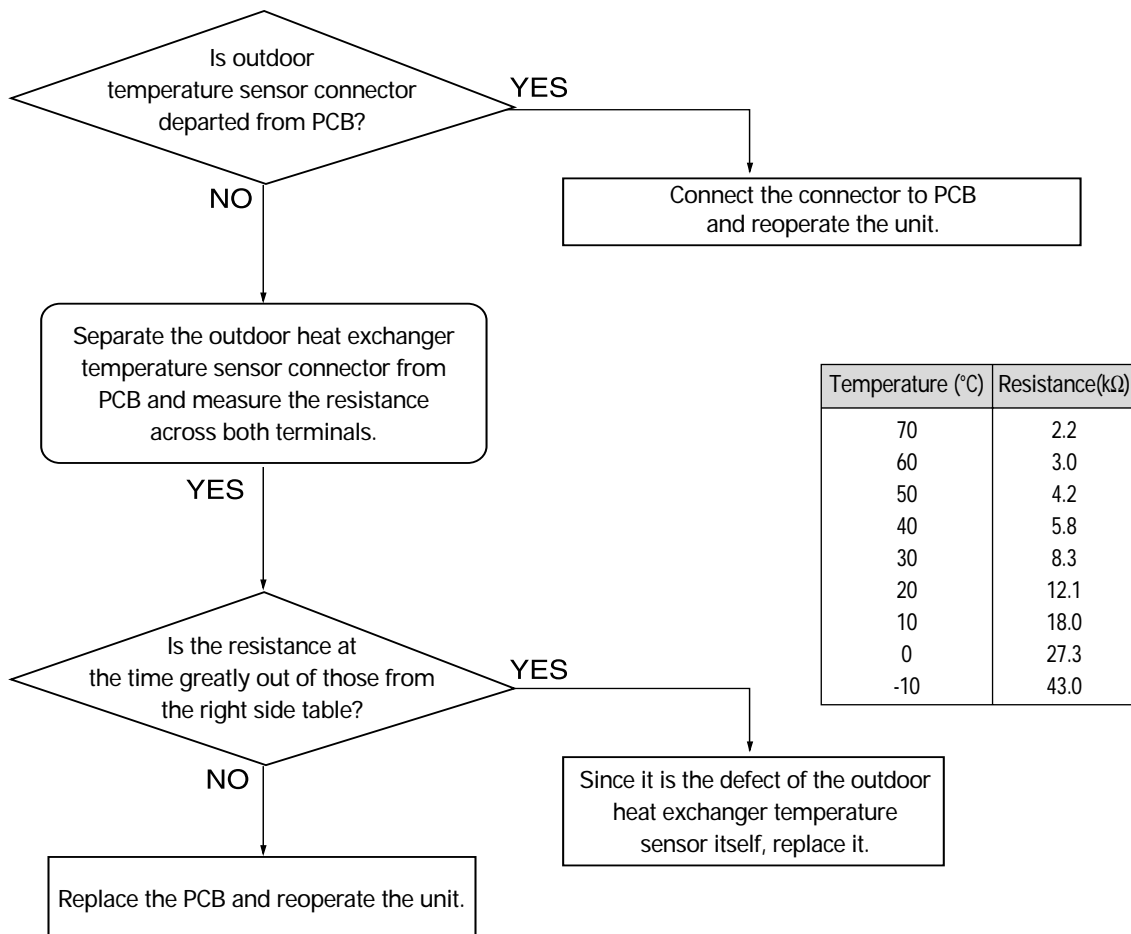 Is outdoor
temperature sensor connector
departed from PCB?
YES
NO
Connect the connector to PCB
and reoperate the unit.
Separate the outdoor heat exchanger
temperature sensor connector from
PCB and measure the resistance
across both terminals.
YES
Temperature (°C) Resistance(kΩ)
70 2.2
60 3.0
50 4.2
40 5.8
30 8.3
20 12.1
10 18.0
0 27.3
-10 43.0
Is the resistance at
the time greatly out of those from
the right side table?
YES
NO
Since it is the defect of the outdoor
heat exchanger temperature
sensor itself, replace it.
Replace the PCB and reoperate the unit.